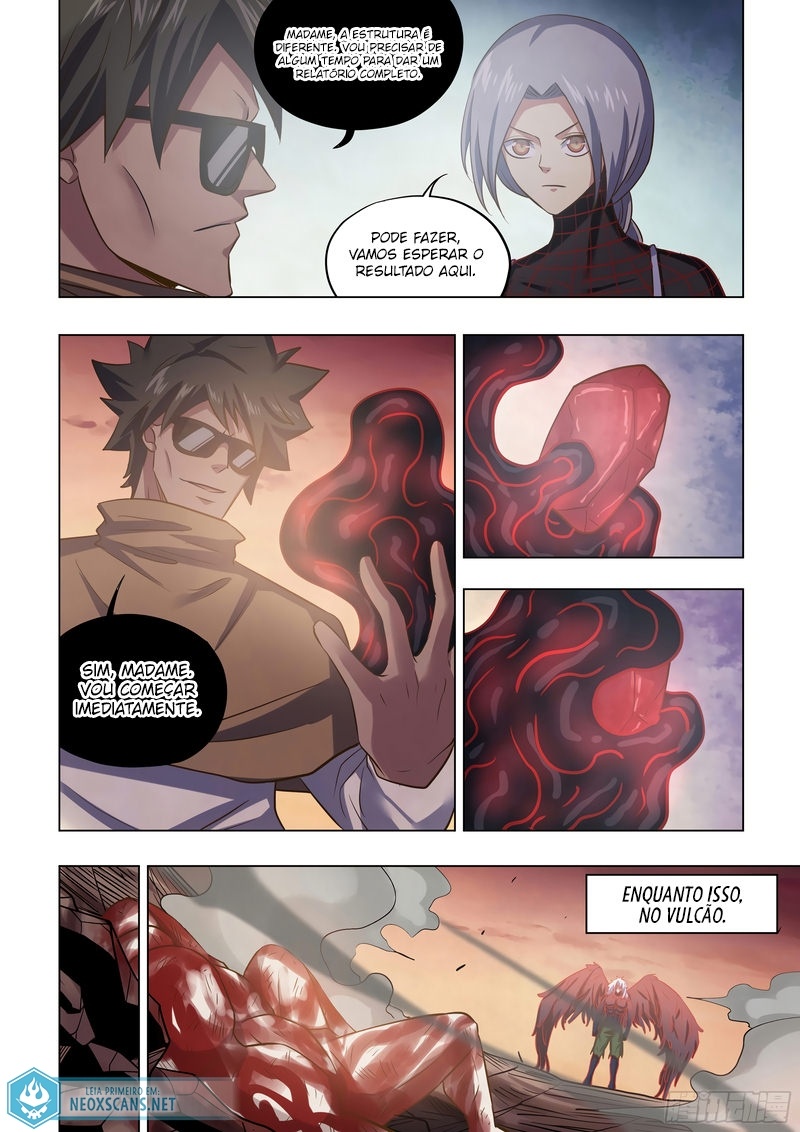 MADAME, A ESTRUTURA É
DIFERENTE. VOU PRECISAR DE
ALGUM TEMPO PARA DAR UM
RELATÓRIO COMPLETO.
PODE FAZER,
VAMOS ESPERAR O
RESULTADO AQUI.
SIM, MADAME.
VOU COMEÇAR
IMEDIATAMENTE.
ENQUANTO ISSO,
NO VULCÃO.
LEIA PRIMEIRO EM:
NEOXSCANS.NET